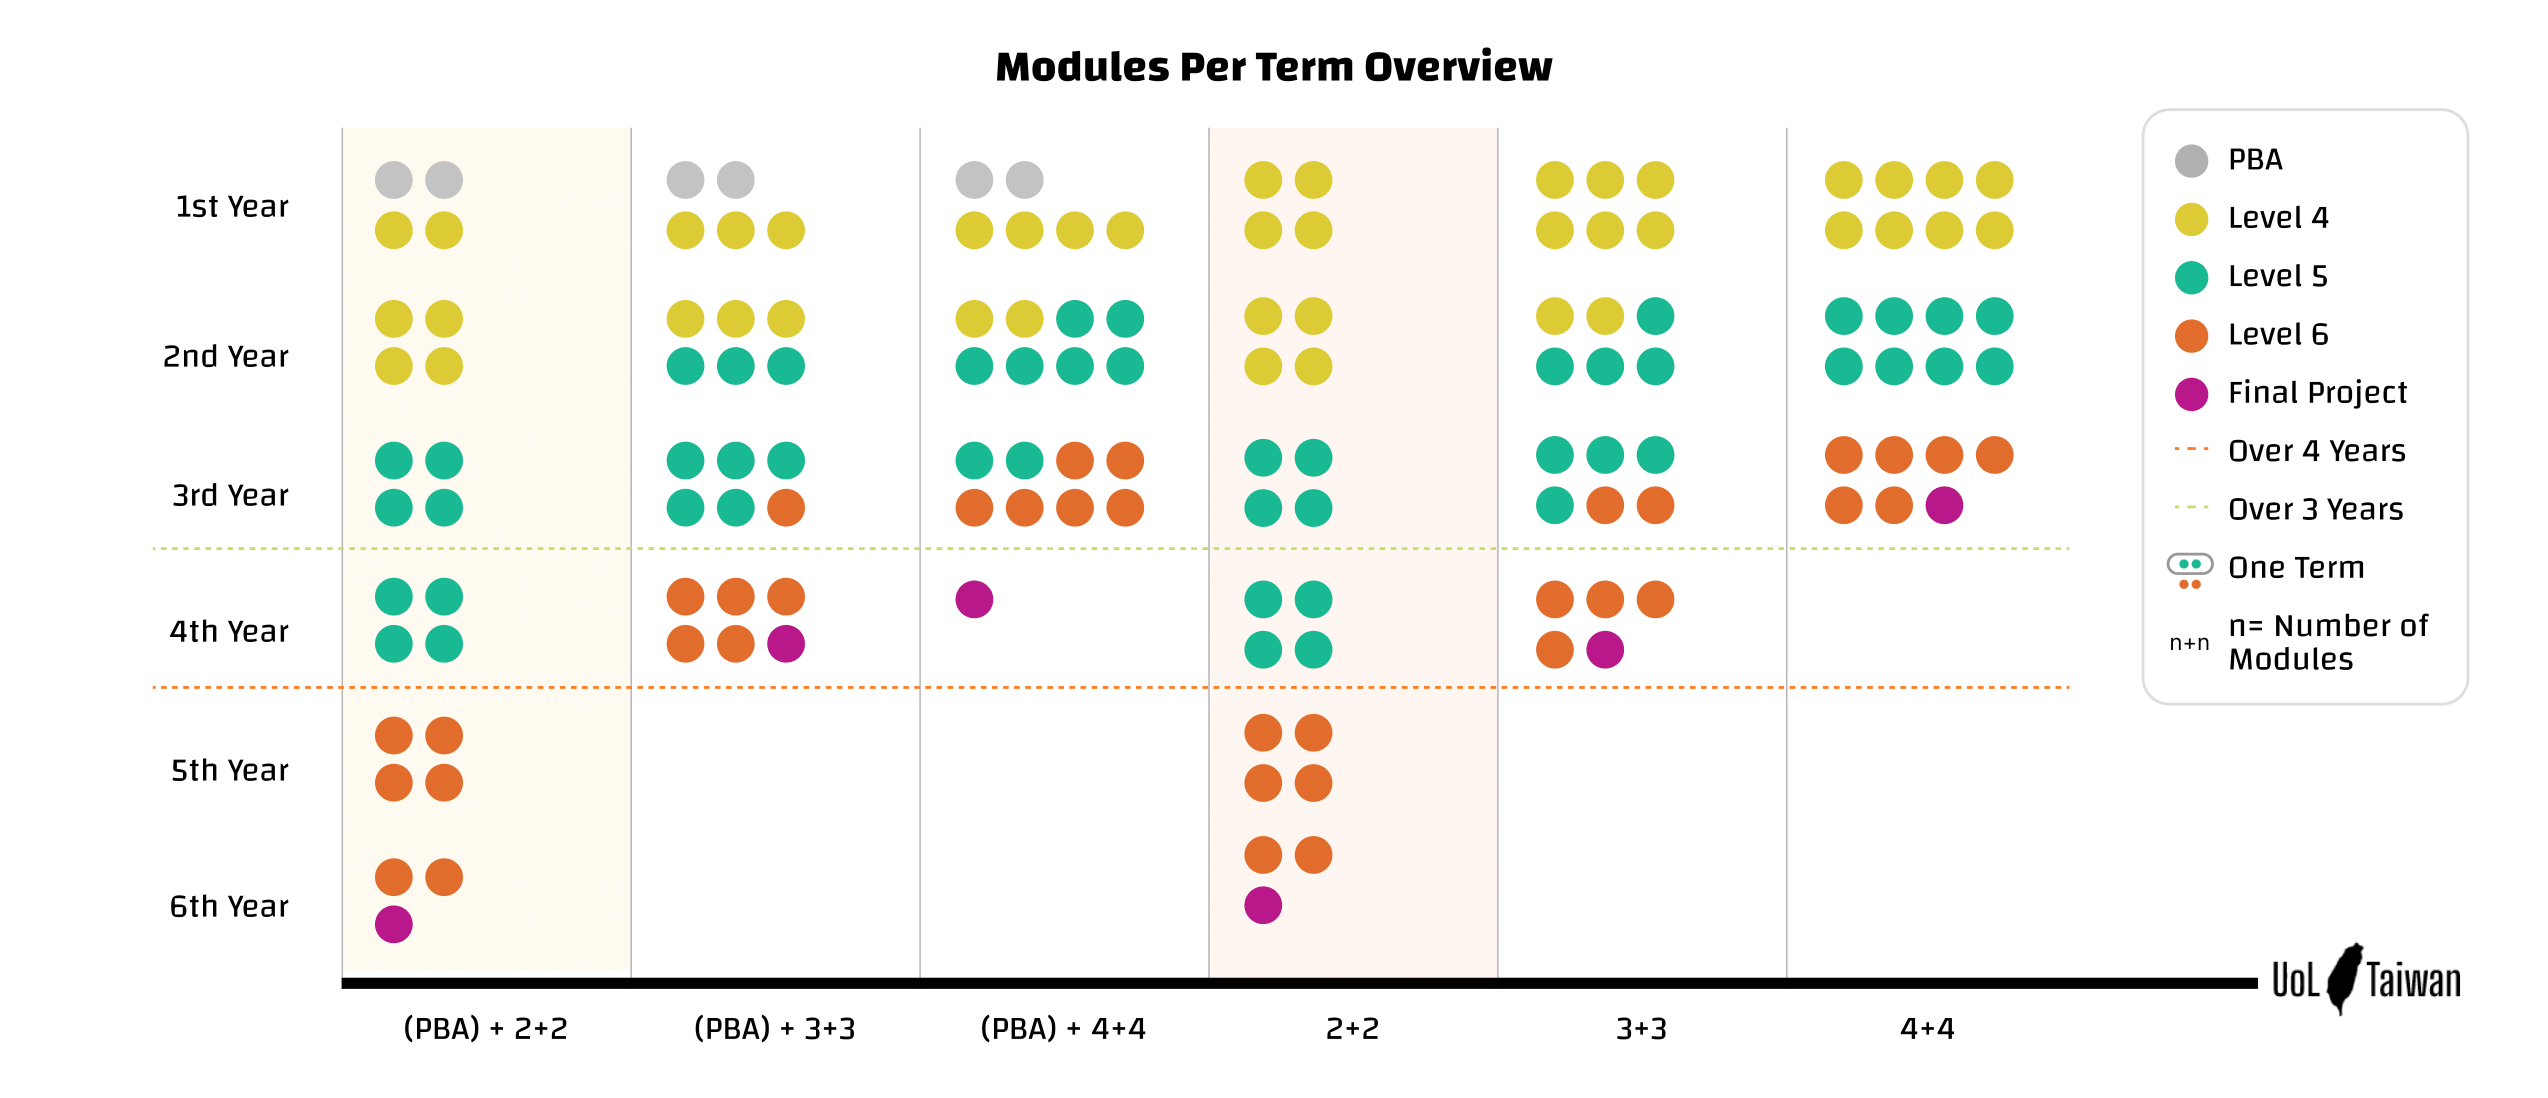 Modules Per Term Overview
1st Year
2nd Year
3rd Year
4th Year
5th Year
6th Year
(PBA) + 2+2
(PBA) + 3+3
(PBA) + 4+4
2+2
3+3
4+4
PBA
Level 4
Level 5
Level 6
Final Project
Over 4 Years
Over 3 Years
One Term
n+n
n= Number of
Modules
UoL Taiwan